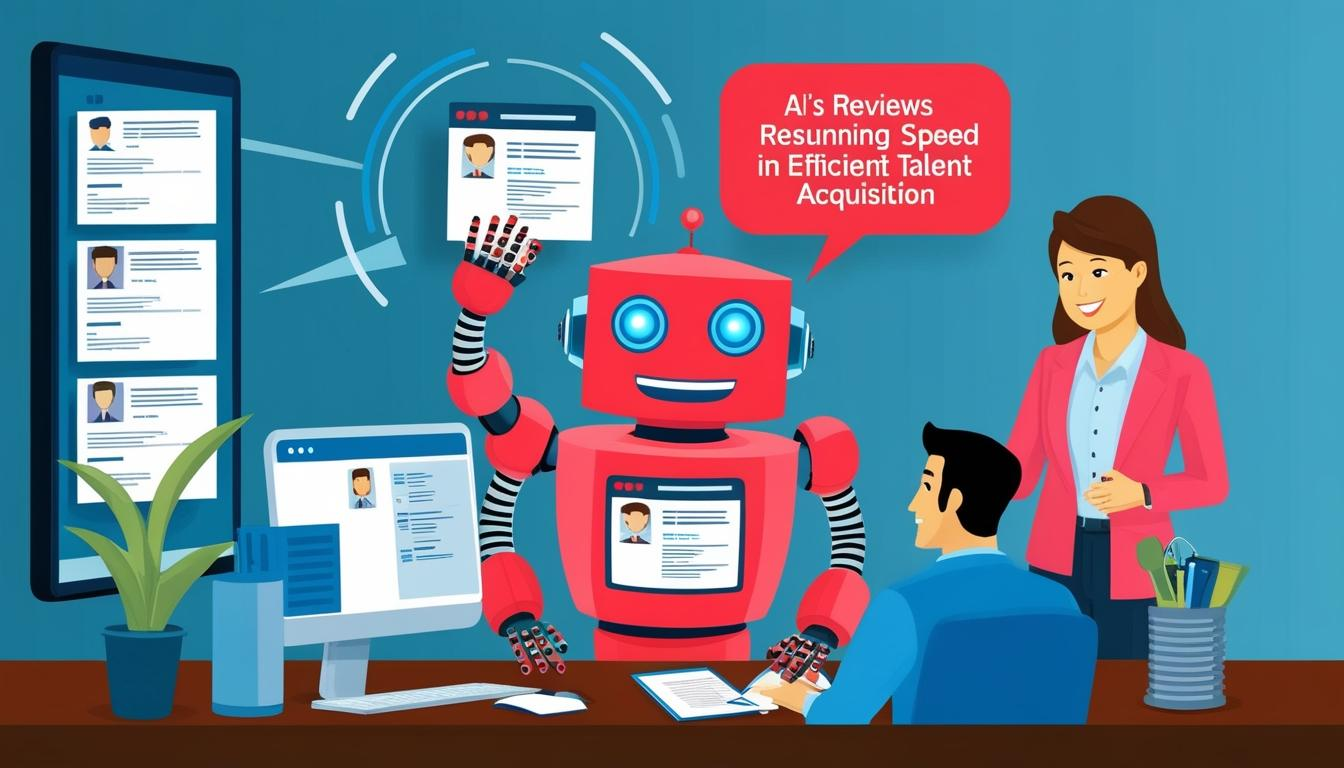 AI's Reviews
Resunning Speed
in Efficient Talent
Acquisition